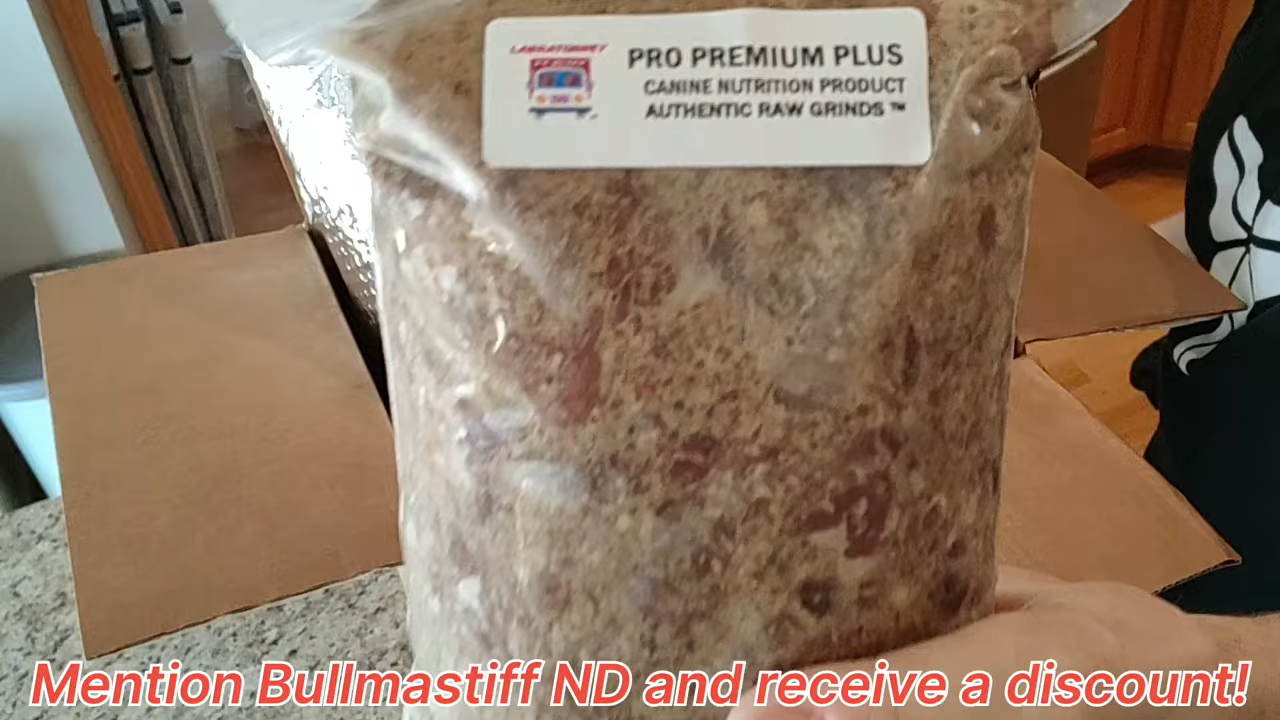 PRO PREMIUM PLUS
CANINE NUTRITION PRODUCT
AUTHENTIC RAW GRINDS ™
Mention Bullmastiff ND and receive a discount!